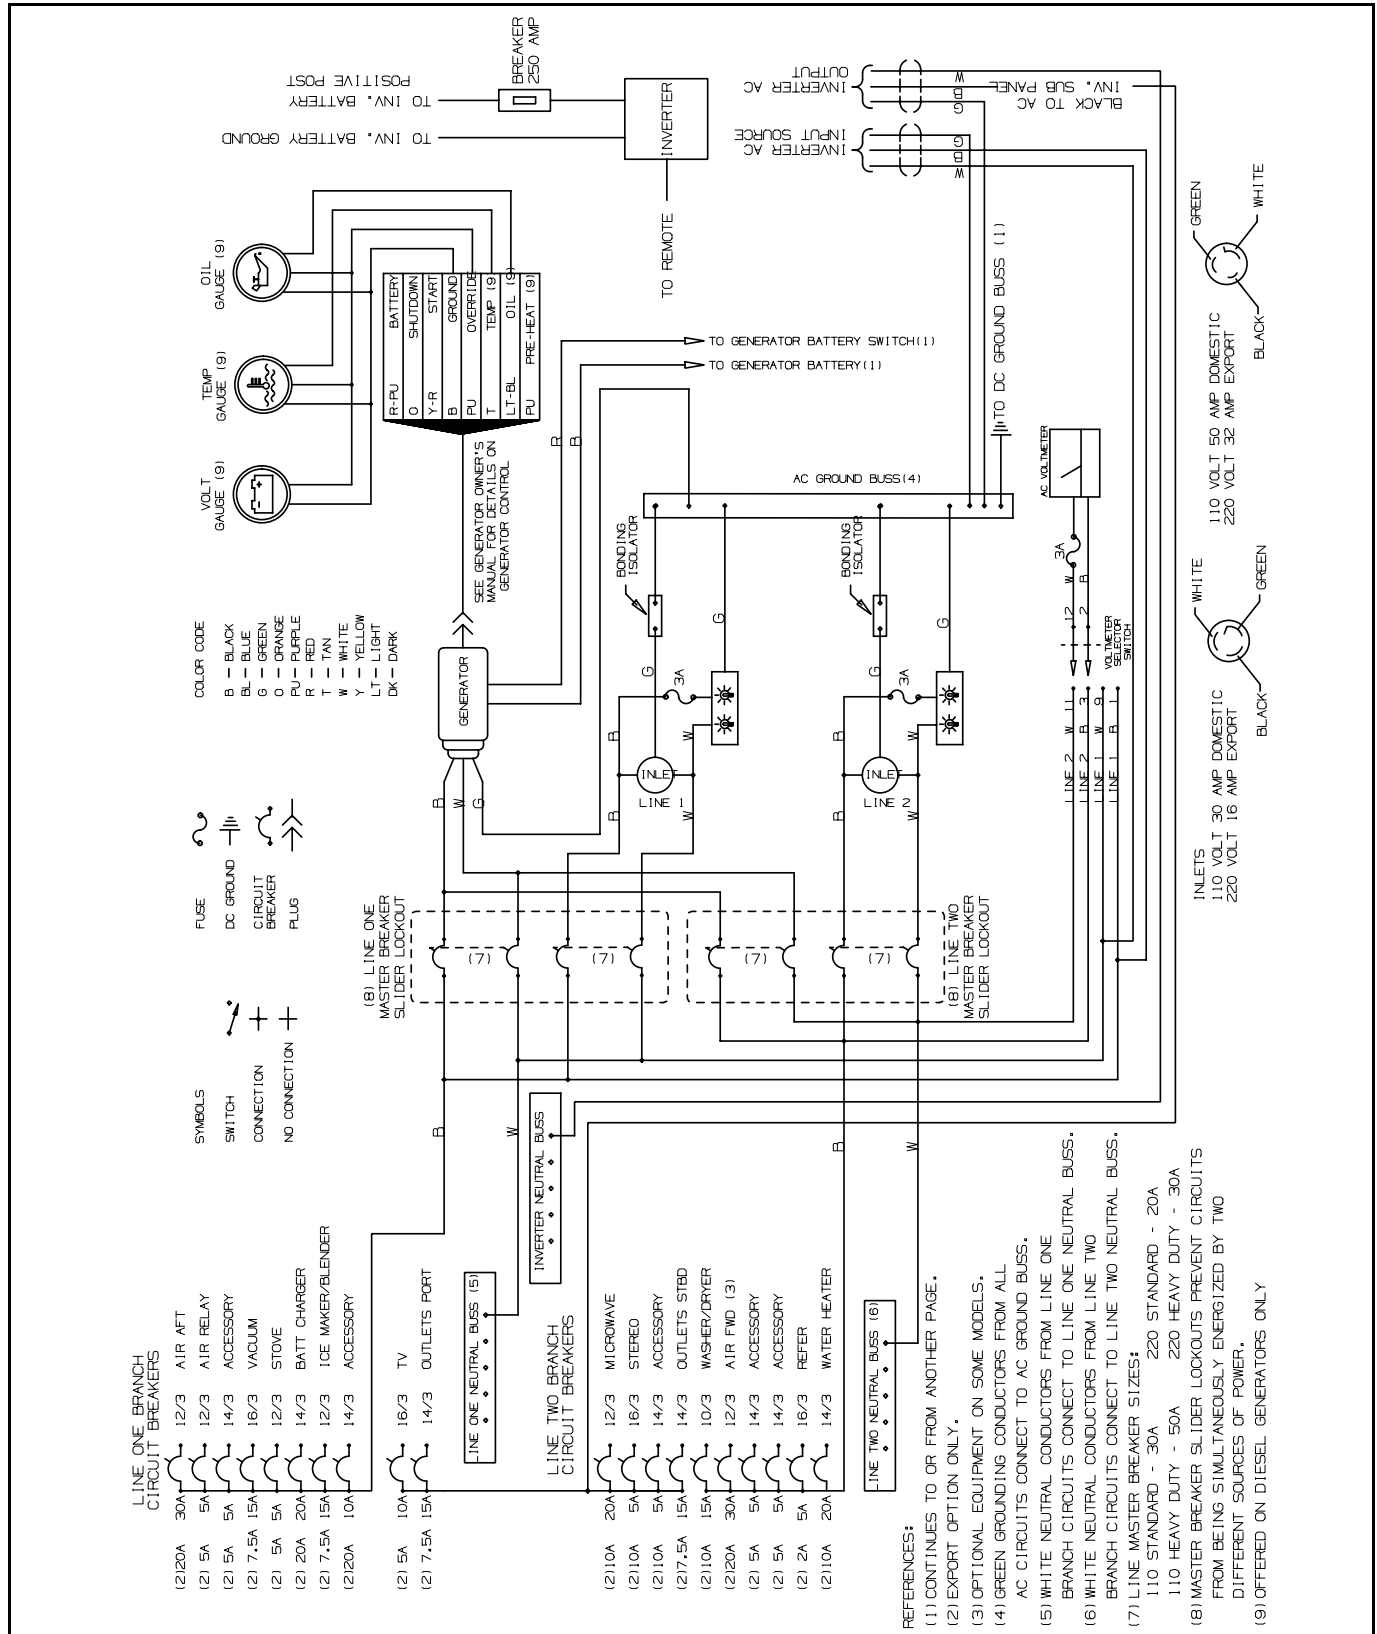 LINE ONE BRANCH
CIRCUIT BREAKERS
(2)20A 30A 12/3 AIR AFT
(2) 5A 5A 12/3 AIR RELAY
(2) 5A 5A 14/3 ACCESSORY
(2) 7.5A 15A 16/3 VACUUM
(2) 5A 5A 12/3 STOVE
(2) 20A 20A 14/3 BATT CHARGER
(2) 7.5A 15A 12/3 ICE MAKER/BLENDER
(2)20A 10A 14/3 ACCESSORY
(2) 5A 10A 16/3 TV
(2) 7.5A 15A 14/3 OUTLETS PORT
LINE ONE NEUTRAL BUSS (5)
INVERTER NEUTRAL BUSS
LINE TWO BRANCH
CIRCUIT BREAKERS
(2)10A 20A 12/3 MICROWAVE
(2)10A 5A 16/3 STEREO
(2)10A 5A 14/3 ACCESSORY
(2)7.5A 15A 14/3 OUTLETS STBD
(2)10A 15A 10/3 WASHER/DRYER
(2)20A 30A 12/3 AIR FWD (3)
(2) 5A 5A 14/3 ACCESSORY
(2) 5A 5A 14/3 ACCESSORY
(2) 2A 5A 16/3 REFER
(2)10A 20A 14/3 WATER HEATER
LINE TWO NEUTRAL BUSS (6)
REFERENCES:
(1) CONTINUES TO OR FROM ANOTHER PAGE.
(2) EXPORT OPTION ONLY.
(3) OPTIONAL EQUIPMENT ON SOME MODELS.
(4) GREEN GROUNDING CONDUCTORS FROM ALL
AC CIRCUITS CONNECT TO AC GROUND BUSS.
(5) WHITE NEUTRAL CONDUCTORS FROM LINE ONE
BRANCH CIRCUITS CONNECT TO LINE ONE NEUTRAL BUSS.
(6) WHITE NEUTRAL CONDUCTORS FROM LINE TWO
BRANCH CIRCUITS CONNECT TO LINE TWO NEUTRAL BUSS.
(7) LINE MASTER BREAKER SIZES:
110 STANDARD - 30A 220 STANDARD - 20A
110 HEAVY DUTY - 50A 220 HEAVY DUTY - 30A
(8) MASTER BREAKER SLIDER LOCKOUTS PREVENT CIRCUITS
FROM BEING SIMULTANEOUSLY ENERGIZED BY TWO
DIFFERENT SOURCES OF POWER.
(9) OFFERED ON DIESEL GENERATORS ONLY
SYMBOLS
SWITCH
CONNECTION
NO CONNECTION
FUSE
DC GROUND
CIRCUIT
BREAKER
PLUG
COLOR CODE
B — BLACK
BL — BLUE
G — GREEN
O — ORANGE
PU — PURPLE
R — RED
T — TAN
W — WHITE
Y — YELLOW
LT — LIGHT
DK — DARK
(8) LINE ONE
MASTER BREAKER
SLIDER LOCKOUT
(7)
(7)
(7)
(7)
(8) LINE TWO
MASTER BREAKER
SLIDER LOCKOUT
B
W
B
W
B
W
G
GENERATOR
SEE GENERATOR OWNER'S
MANUAL FOR DETAILS ON
GENERATOR CONTROL
R
B
VOLT
GAUGE (9)
TEMP
GAUGE (9)
OIL
GAUGE (9)
R-PU BATTERY
O SHUTDOWN
Y-R START
B GROUND
PU OVERRIDE
T TEMP (9)
LT-BL OIL (9)
PU PRE-HEAT (9)
TO GENERATOR BATTERY SWITCH(1)
TO GENERATOR BATTERY(1)
B
W
INLET
LINE 1
B
W
G
3A
G
BONDING
ISOLATOR
B
W
INLET
LINE 2
B
W
G
3A
G
BONDING
ISOLATOR
AC GROUND BUSS(4)
TO DC GROUND BUSS (1)
LINE 2 W 11
LINE 2 B 3
LINE 1 W 9
LINE 1 B 1
VOLTMETER
SELECTOR
SWITCH
12 W
12 B
3A
AC VOLTMETER
TO INV. BATTERY GROUND
TO INV. BATTERY
POSITIVE POST
BREAKER
250 AMP
INVERTER
TO REMOTE
INVERTER AC
OUTPUT
W
B
G
BLACK TO AC
INV. SUB PANEL
INVERTER AC
INPUT SOURCE
G
B
W
INLETS
110 VOLT 30 AMP DOMESTIC
220 VOLT 16 AMP EXPORT
BLACK
WHITE
GREEN
110 VOLT 50 AMP DOMESTIC
220 VOLT 32 AMP EXPORT
BLACK
GREEN
WHITE